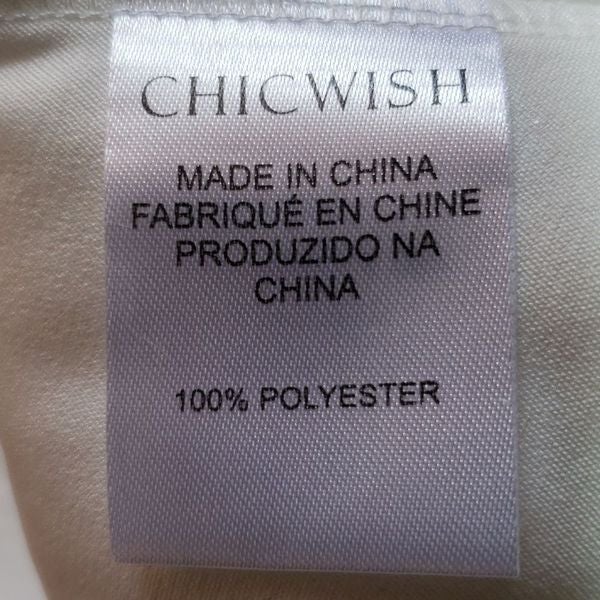 CHICWISH
MADE IN CHINA
FABRIQUÉ EN CHINE
PRODUZIDO NA
CHINA
100% POLYESTER